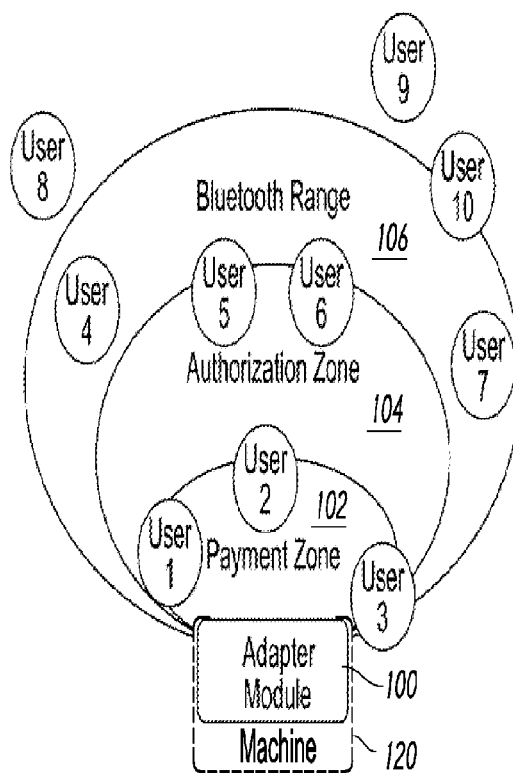 User
9
User
8
User
10
Bluetooth Range
106
User
4
User
5
User
6
User
7
Authorization Zone
104
User
2
102
User
1
Payment Zone
User
3
Adapter
Module
100
Machine
120